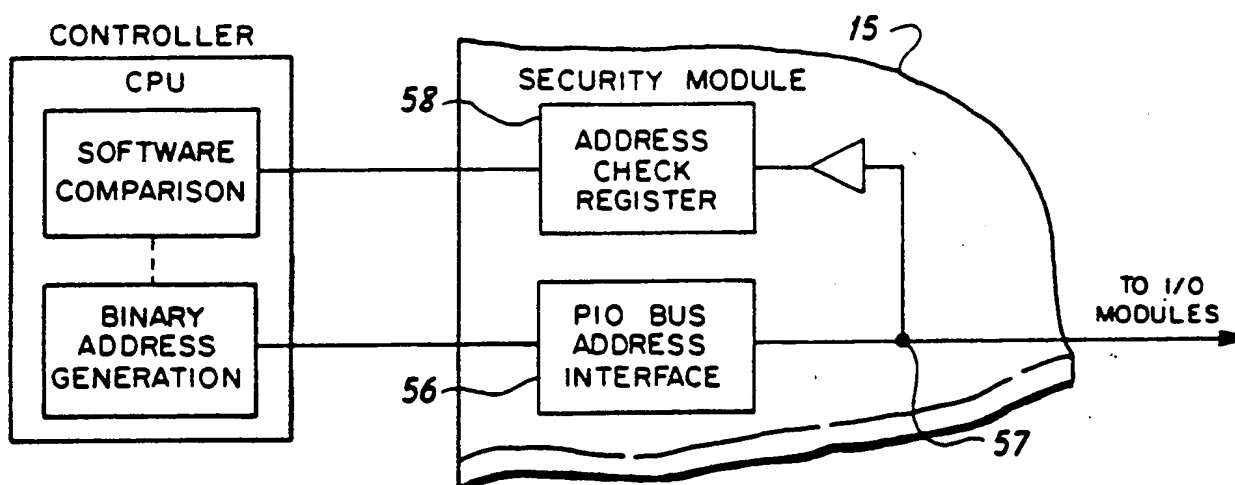 CONTROLLER
CPU
SOFTWARE
COMPARISON
BINARY
ADDRESS
GENERATION
15
SECURITY MODULE
58
ADDRESS
CHECK
REGISTER
PIO BUS
ADDRESS
INTERFACE
56
57
TO I/O
MODULES